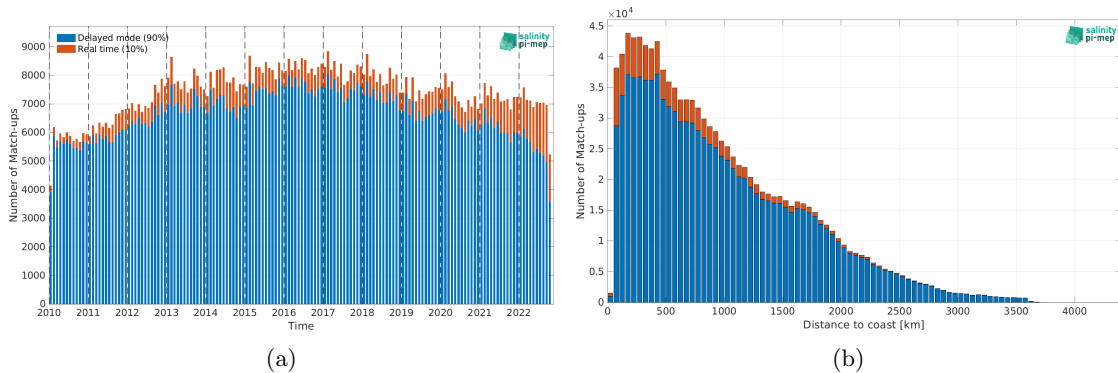 Delayed mode (90%)
Real time (10%)
salinity
pi-mep
9000
8000
7000
6000
5000
4000
3000
2000
1000
0
Number of Match-ups
2010 2011 2012 2013 2014 2015 2016 2017 2018 2019 2020 2021 2022
Time
(a)
×10⁴
salinity
pi-mep
4.5
4
3.5
3
2.5
2
1.5
1
0.5
0
Number of Match-ups
0 500 1000 1500 2000 2500 3000 3500 4000
Distance to coast [km]
(b)